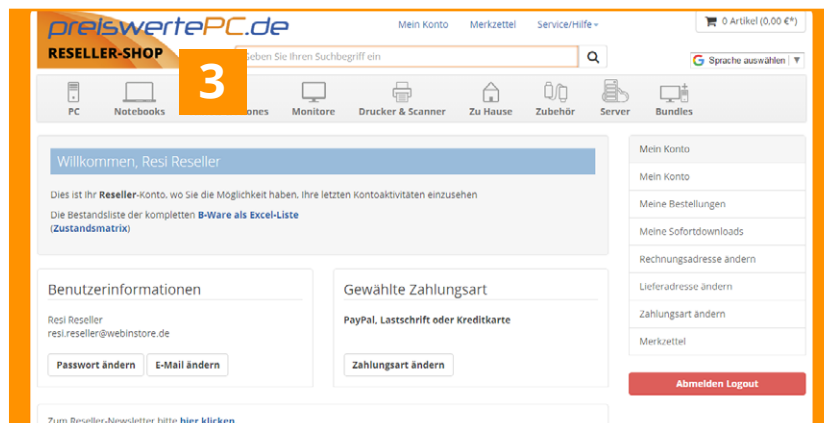 preiswertePC.de
Mein Konto
Merkzettel
Service/Hilfe
0 Artikel (0,00 €*)
RESELLER-SHOP
Geben Sie Ihren Suchbegriff ein
G Sprache auswählen
3
PC
Notebooks
Monitore
Drucker & Scanner
Zu Hause
Zubehör
Server
Bundles
Willkommen, Resi Reseller
Dies ist Ihr Reseller-Konto, wo Sie die Möglichkeit haben, Ihre letzten Kontoaktivitäten einzusehen
Die Bestandsliste der kompletten B-Ware als Excel-Liste
(Zustandsmatrix)
Benutzerinformationen
Resi Reseller
resi.reseller@webinstore.de
Passwort ändern
E-Mail ändern
Gewählte Zahlungsart
PayPal, Lastschrift oder Kreditkarte
Zahlungsart ändern
Zum Reseller-Newsletter bitte hier klicken
Mein Konto
Mein Konto
Meine Bestellungen
Meine Sofortdownloads
Rechnungsadresse ändern
Lieferadresse ändern
Zahlungsart ändern
Merkzettel
Abmelden Logout